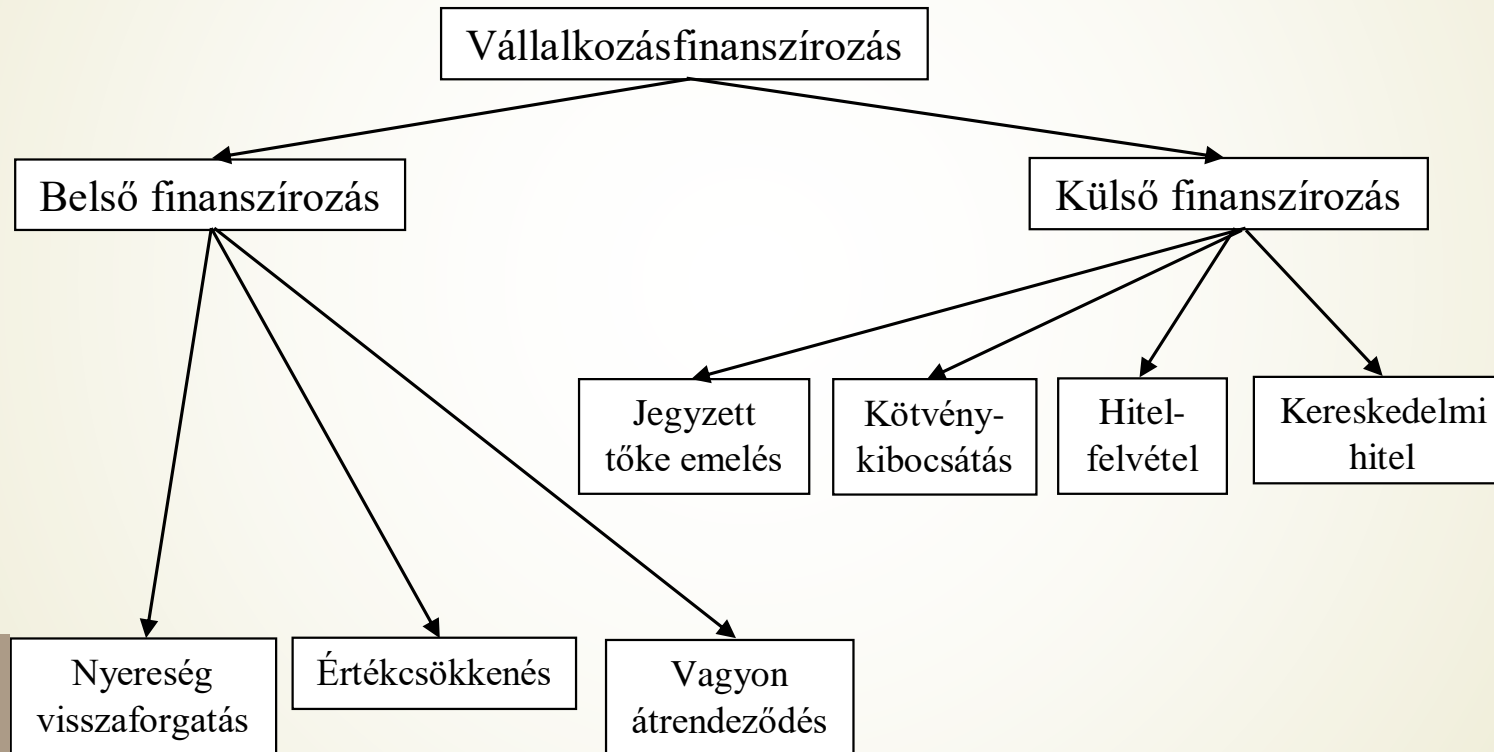 Vállalkozásfinanszírozás
Belső finanszírozás
Külső finanszírozás
Jegyzett
tőke emelés
Kötvény-
kibocsátás
Hitel-
felvétel
Kereskedelmi
hitel
Nyereség
visszaforgatás
Értékcsökkenés
Vagyon
átrendeződés